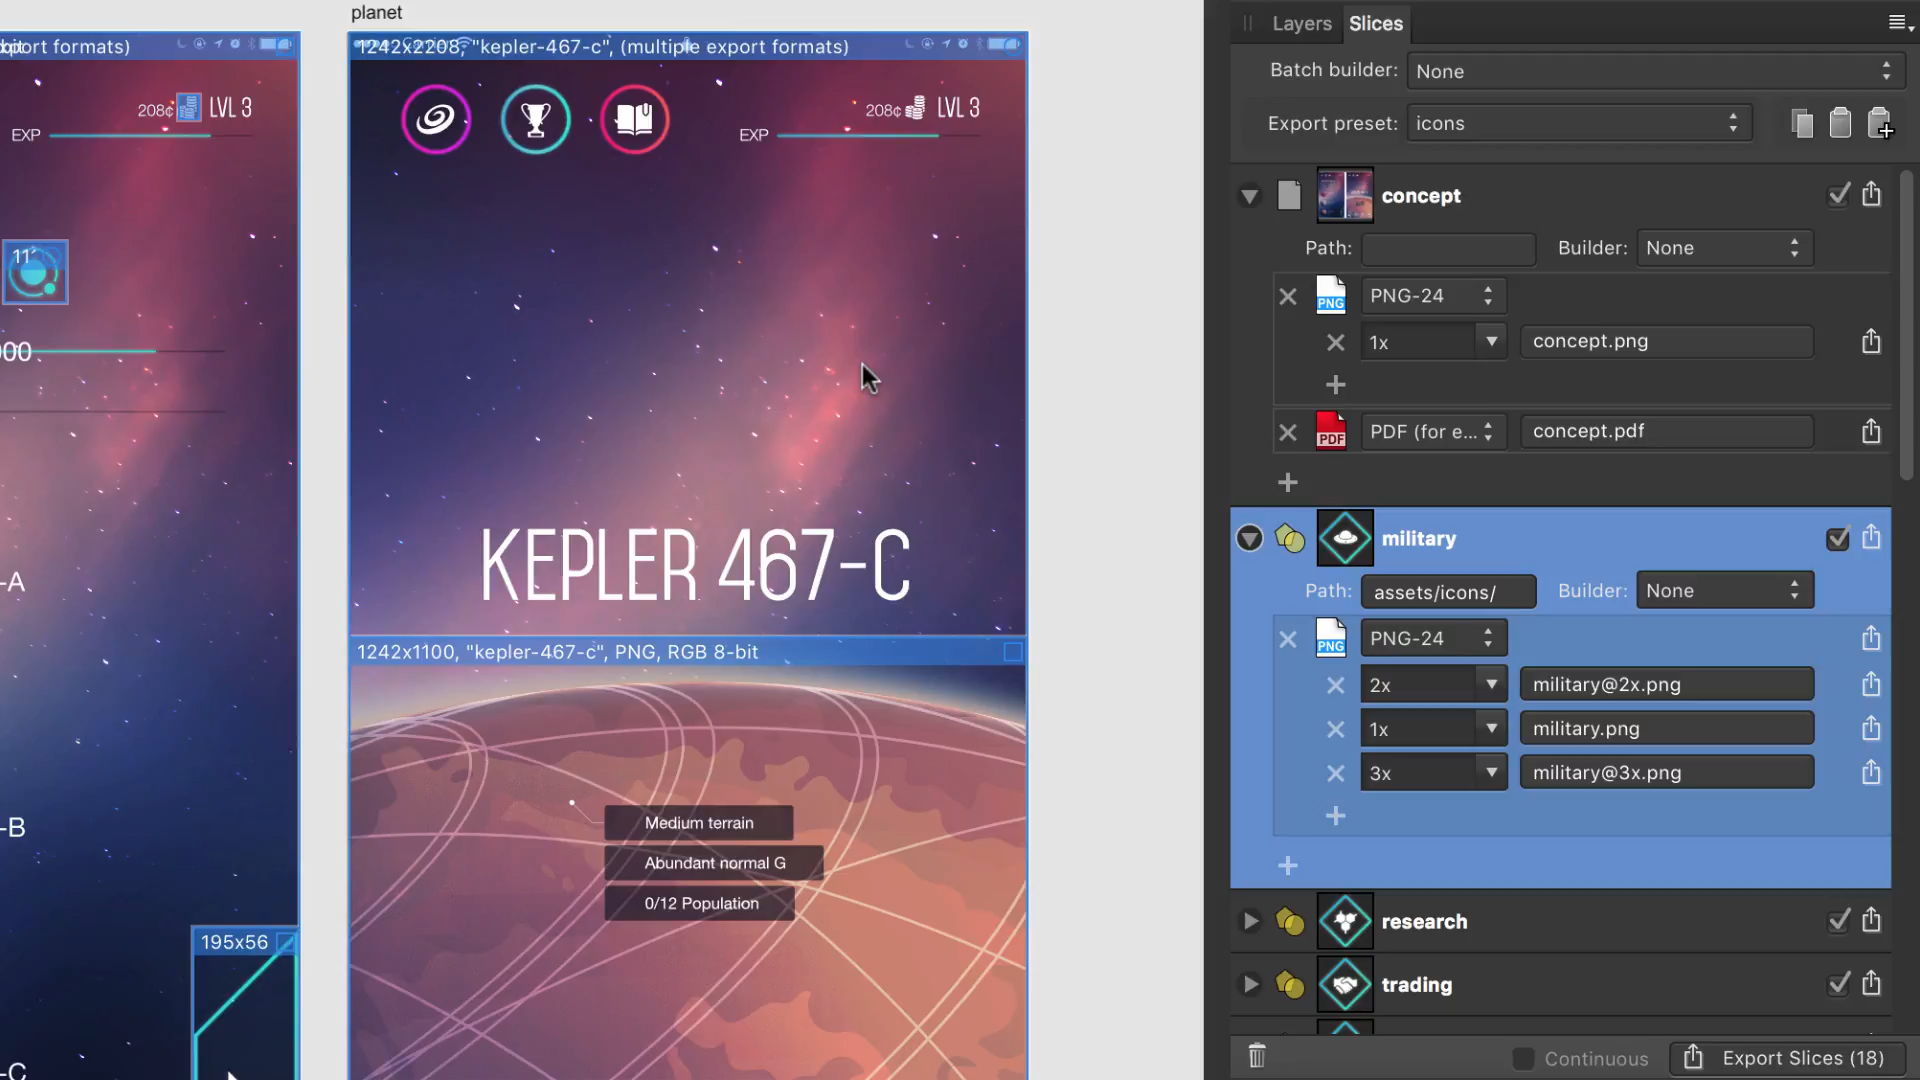 planet
port formats)
1242x2208, "kepler-467-c", (multiple export formats)
208¢ LVL 3
EXP
208¢ LVL 3
EXP
11
000
-A
-B
-C
195x56
KEPLER 467-C
1242x1100, "kepler-467-c", PNG, RGB 8-bit
Medium terrain
Abundant normal G
0/12 Population
Layers Slices
Batch builder: None
Export preset: icons
concept
Path: Builder: None
PNG PNG-24
1x concept.png
PDF PDF (for e... concept.pdf
military
Path: assets/icons/ Builder: None
PNG PNG-24
2x military@2x.png
1x military.png
3x military@3x.png
research
trading
Continuous Export Slices (18)